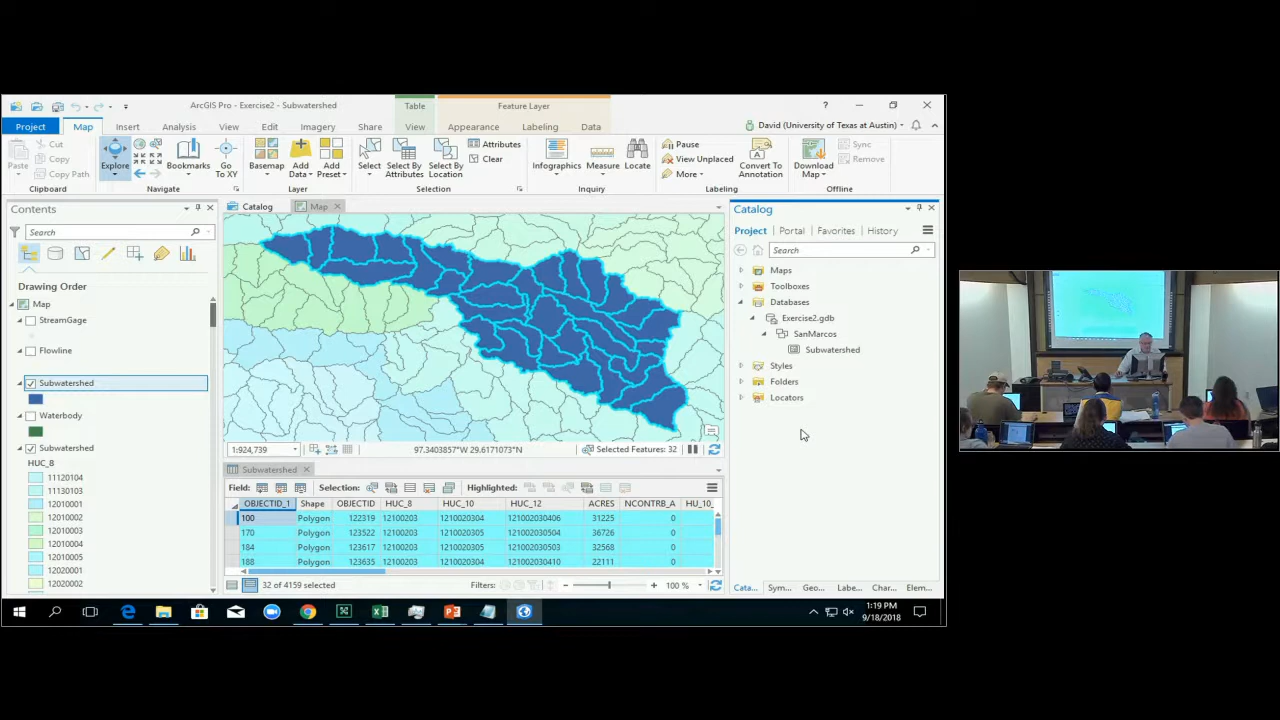 ArcGIS Pro - Exercise2 - Subwatershed
Table
Feature Layer
?
Project
Map
Insert
Analysis
View
Edit
Imagery
Share
View
Appearance
Labeling
Data
David (University of Texas at Austin)
Paste
Cut
Copy
Copy Path
Clipboard
Explore
Bookmarks
Go To XY
Navigate
Basemap
Add Data
Add Preset
Layer
Select
Select By Attributes
Select By Location
Attributes
Clear
Selection
Infographics
Measure
Locate
Inquiry
Pause
View Unplaced
More
Convert To Annotation
Labeling
Download Map
Sync
Remove
Offline
Contents
Search
Drawing Order
Map
StreamGage
Flowline
Subwatershed
Waterbody
Subwatershed
HUC_8
11120104
11130103
12010001
12010002
12010003
12010004
12010005
12020001
12020002
Catalog
Map
1:924,739
97.3403857°W 29.6171073°N
Selected Features: 32
Subwatershed
Field:
Selection:
Highlighted:
OBJECTID_1 Shape OBJECTID HUC_8 HUC_10 HUC_12 ACRES NCONTRB_A HU_10_
100 Polygon 122319 12100203 1210020304 121002030406 31225 0
170 Polygon 123522 12100203 1210020305 121002030504 36726 0
184 Polygon 123617 12100203 1210020305 121002030503 32568 0
188 Polygon 123635 12100203 1210020304 121002030410 22111 0
32 of 4159 selected
Filters:
100 %
Catalog
Project
Portal
Favorites
History
Search
Maps
Toolboxes
Databases
Exercise2.gdb
SanMarcos
Subwatershed
Styles
Folders
Locators
Cata...
Sym...
Geo...
Labe...
Char...
Elem...
1:19 PM
9/18/2018